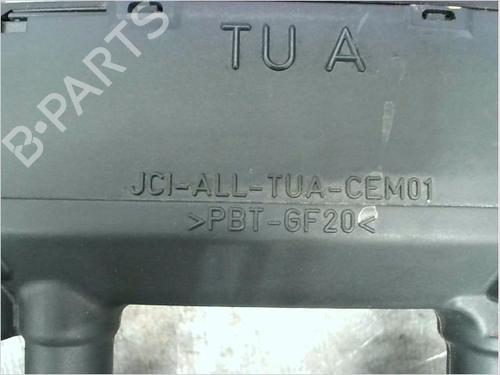 B-PARTS
TU A
JCI-ALL-TUA-CEM01
>PBT-GF20<